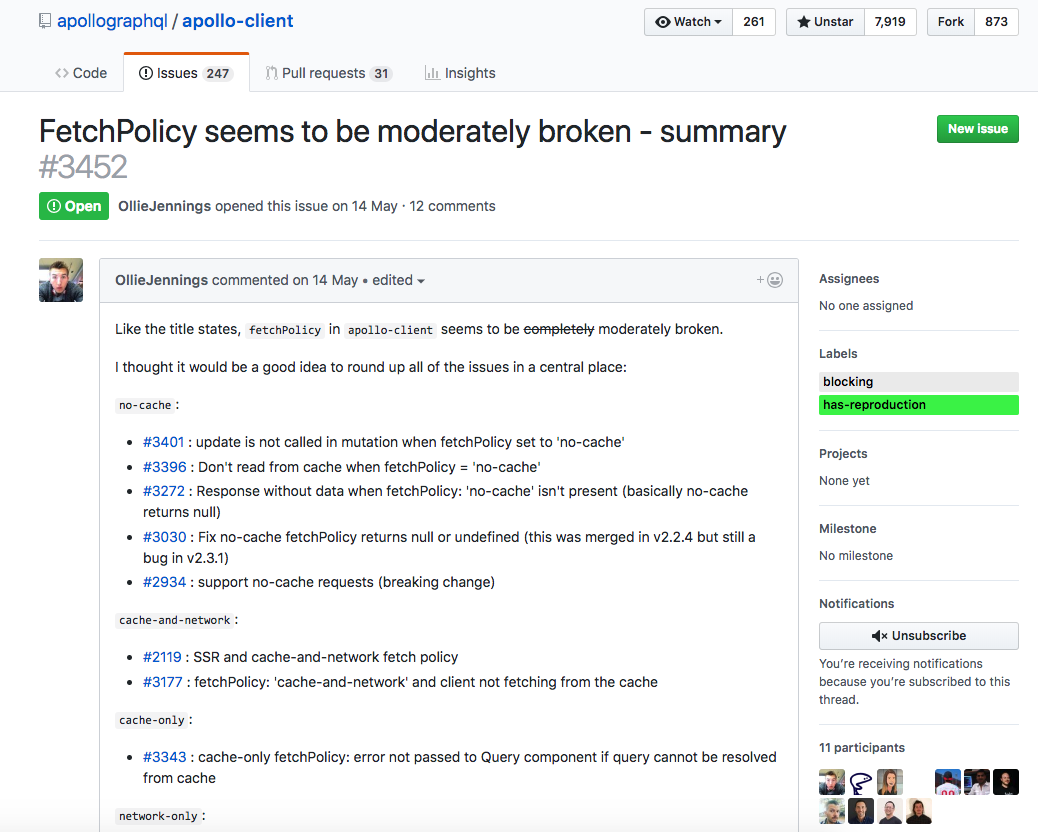 apollographql / apollo-client
Watch 261 Unstar 7,919 Fork 873
Code Issues 247 Pull requests 31 Insights
FetchPolicy seems to be moderately broken - summary
#3452
New issue
Open OllieJennings opened this issue on 14 May · 12 comments
OllieJennings commented on 14 May • edited
Like the title states, fetchPolicy in apollo-client seems to be completely moderately broken.
I thought it would be a good idea to round up all of the issues in a central place:
no-cache :
• #3401 : update is not called in mutation when fetchPolicy set to 'no-cache'
• #3396 : Don't read from cache when fetchPolicy = 'no-cache'
• #3272 : Response without data when fetchPolicy: 'no-cache' isn't present (basically no-cache
returns null)
• #3030 : Fix no-cache fetchPolicy returns null or undefined (this was merged in v2.2.4 but still a
bug in v2.3.1)
• #2934 : support no-cache requests (breaking change)
cache-and-network :
• #2119 : SSR and cache-and-network fetch policy
• #3177 : fetchPolicy: 'cache-and-network' and client not fetching from the cache
cache-only :
• #3343 : cache-only fetchPolicy: error not passed to Query component if query cannot be resolved
from cache
network-only :
Assignees
No one assigned
Labels
blocking
has-reproduction
Projects
None yet
Milestone
No milestone
Notifications
Unsubscribe
You're receiving notifications
because you're subscribed to this
thread.
11 participants